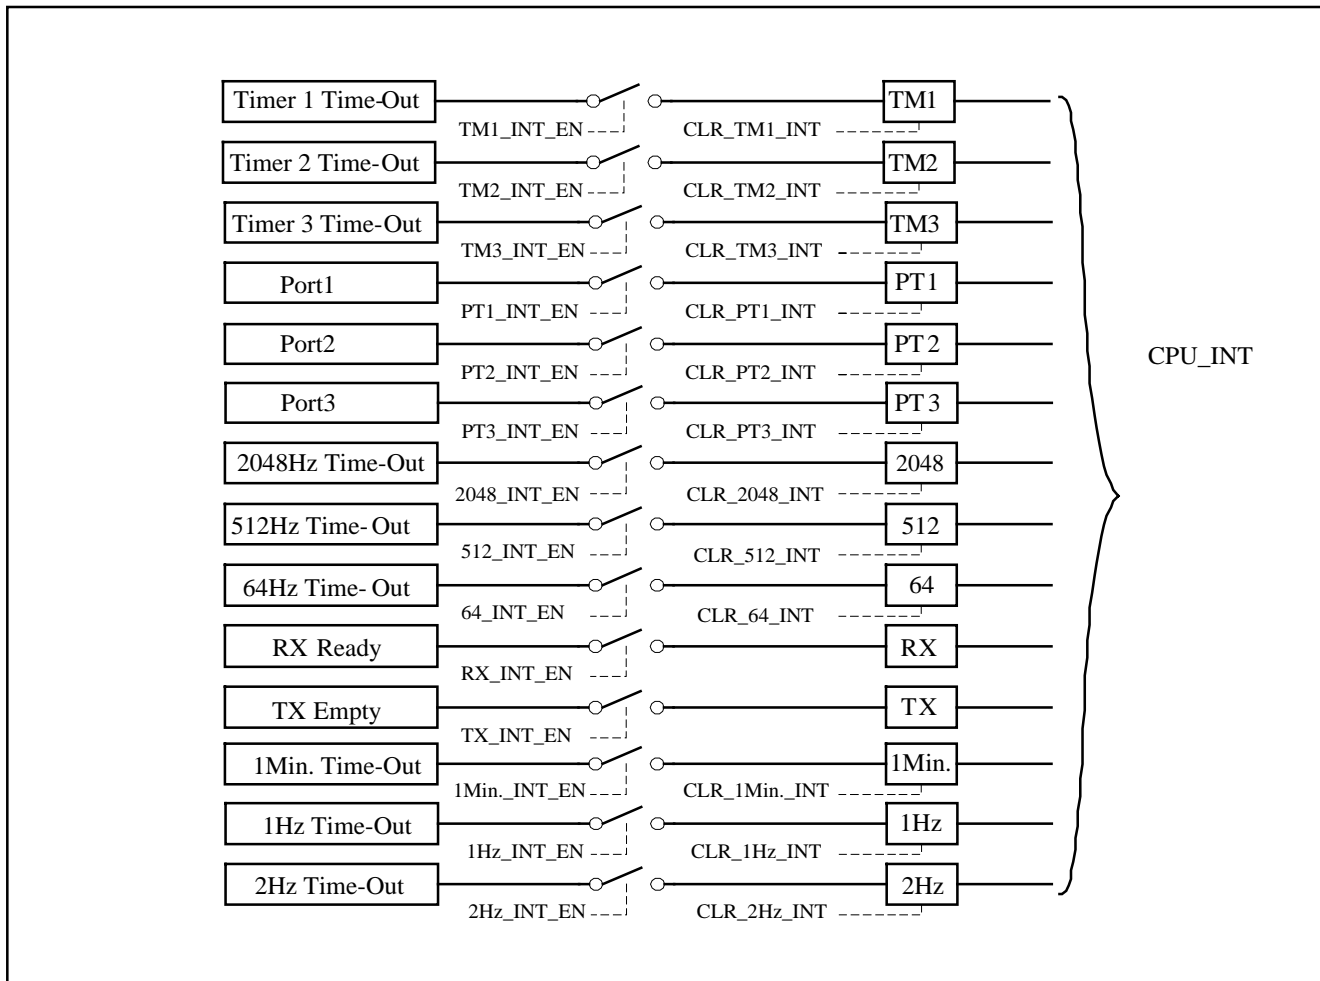 Timer 1 Time-Out TM1
TM1_INT_EN CLR_TM1_INT
Timer 2 Time-Out TM2
TM2_INT_EN CLR_TM2_INT
Timer 3 Time-Out TM3
TM3_INT_EN CLR_TM3_INT
Port1 PT1
PT1_INT_EN CLR_PT1_INT
Port2 PT2
CPU_INT
PT2_INT_EN CLR_PT2_INT
Port3 PT3
PT3_INT_EN CLR_PT3_INT
2048Hz Time-Out 2048
2048_INT_EN CLR_2048_INT
512Hz Time-Out 512
512_INT_EN CLR_512_INT
64Hz Time-Out 64
64_INT_EN CLR_64_INT
RX Ready RX
RX_INT_EN
TX Empty TX
TX_INT_EN
1Min. Time-Out 1Min.
1Min._INT_EN CLR_1Min._INT
1Hz Time-Out 1Hz
1Hz_INT_EN CLR_1Hz_INT
2Hz Time-Out 2Hz
2Hz_INT_EN CLR_2Hz_INT